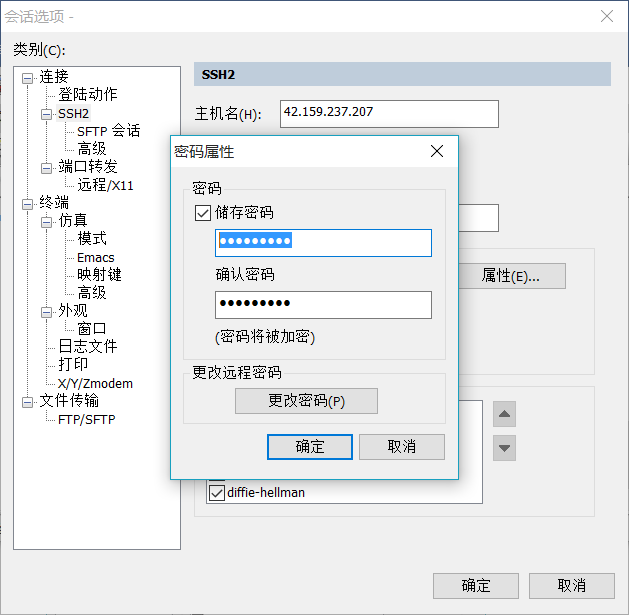 会话选项 -
类别(C):
连接
登陆动作
SSH2
SFTP 会话
高级
端口转发
远程/X11
终端
仿真
模式
Emacs
映射键
高级
外观
窗口
日志文件
打印
X/Y/Zmodem
文件传输
FTP/SFTP
SSH2
主机名(H):
42.159.237.207
属性(E)...
密码属性
密码
储存密码
●●●●●●●●●
确认密码
●●●●●●●●●
(密码将被加密)
更改远程密码
更改密码(P)
确定
取消
diffie-hellman
确定
取消